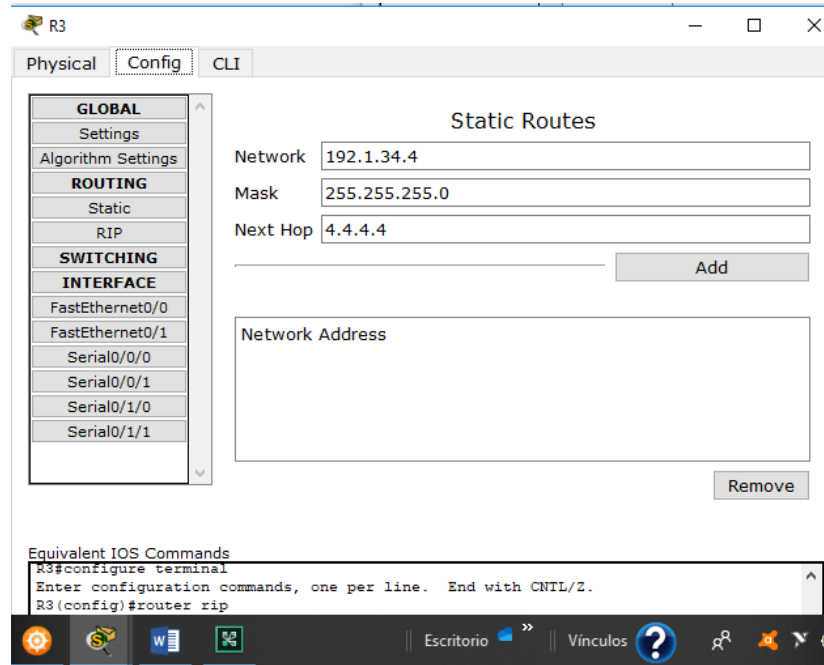 R3
Physical Config CLI
GLOBAL
Settings
Algorithm Settings
ROUTING
Static
RIP
SWITCHING
INTERFACE
FastEthernet0/0
FastEthernet0/1
Serial0/0/0
Serial0/0/1
Serial0/1/0
Serial0/1/1
Static Routes
Network 192.1.34.4
Mask 255.255.255.0
Next Hop 4.4.4.4
Add
Network Address
Remove
Equivalent IOS Commands
R3#configure terminal
Enter configuration commands, one per line. End with CNTL/Z.
R3(config)#router rip
Escritorio » Vínculos